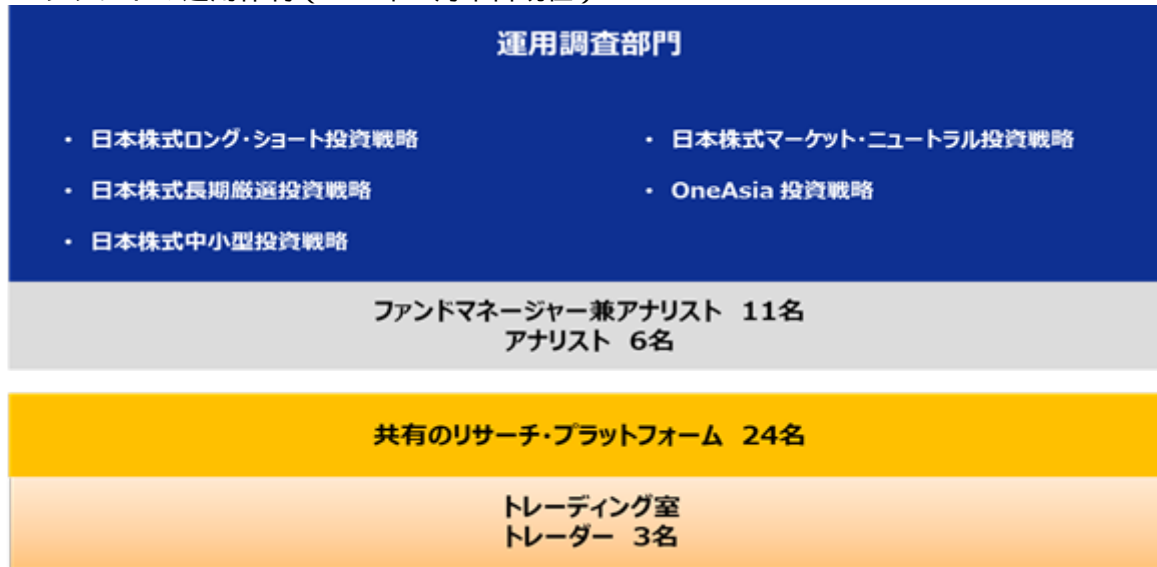 運用調査部門
・ 日本株式ロング・ショート投資戦略
・ 日本株式マーケット・ニュートラル投資戦略
・ 日本株式長期厳選投資戦略
・ OneAsia 投資戦略
・ 日本株式中小型投資戦略
ファンドマネージャー兼アナリスト 11名
アナリスト 6名
共有のリサーチ・プラットフォーム 24名
トレーディング室
トレーダー 3名